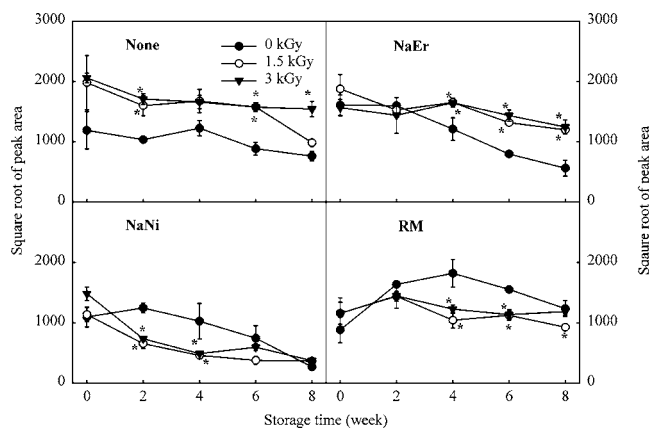 3000
2000
1000
0
2000
1000
0
Square root of peak area
None
0 kGy
1.5 kGy
3 kGy
*
*
*
*
*
NaEr
*
*
*
*
*
*
3000
2000
1000
0
2000
1000
0
Sdaure root of peak area
NaNi
*
*
*
*
RM
*
*
*
*
*
0 2 4 6 8
0 2 4 6 8
Storage time (week)